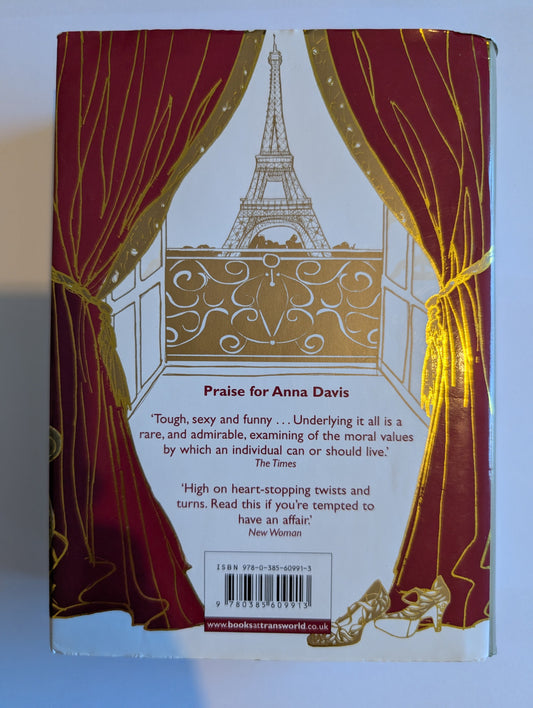 Praise for Anna Davis
‘Tough, sexy and funny . . . Underlying it all is a
rare, and admirable, examining of the moral values
by which an individual can or should live.’
The Times
‘High on heart-stopping twists and
turns. Read this if you’re tempted to
have an affair.’
New Woman
ISBN 978-0-385-60991-3
9 780385 609913
www.booksattransworld.co.uk